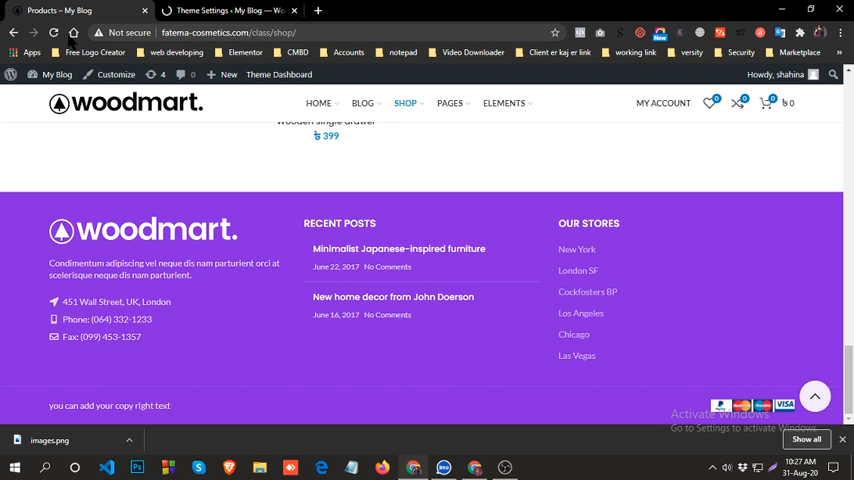 Products – My Blog
Theme Settings ‹ My Blog — Wo
Not secure
fatema-cosmetics.com/class/shop/
Apps
Free Logo Creator
web developing
Elementor
CMBD
Accounts
notepad
Video Downloader
Client er kaj er link
working link
versity
Security
Marketplace
My Blog
Customize
4
0
New
Theme Dashboard
Howdy, shahina
woodmart.
HOME
BLOG
SHOP
PAGES
ELEMENTS
MY ACCOUNT
0
0
0
৳ 0
Wooden single drawer
৳ 399
woodmart.
Condimentum adipiscing vel neque dis nam parturient orci at
scelerisque neque dis nam parturient.
451 Wall Street, UK, London
Phone: (064) 332-1233
Fax: (099) 453-1357
RECENT POSTS
Minimalist Japanese-inspired furniture
June 22, 2017 No Comments
New home decor from John Doerson
June 16, 2017 No Comments
OUR STORES
New York
London SF
Cockfosters BP
Los Angeles
Chicago
Las Vegas
you can add your copy right text
PayPal
VISA
Activate Windows
Go to Settings to activate Windows.
images.png
Show all
10:27 AM
31-Aug-20